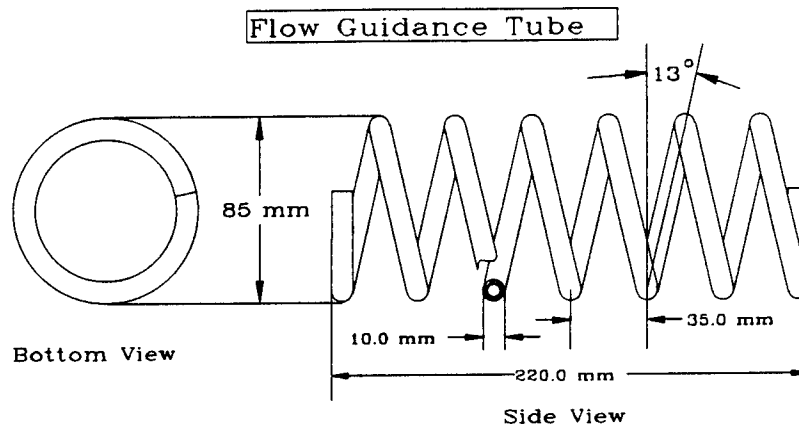 Flow Guidance Tube
13°
85 mm
10.0 mm
35.0 mm
Bottom View
220.0 mm
Side View